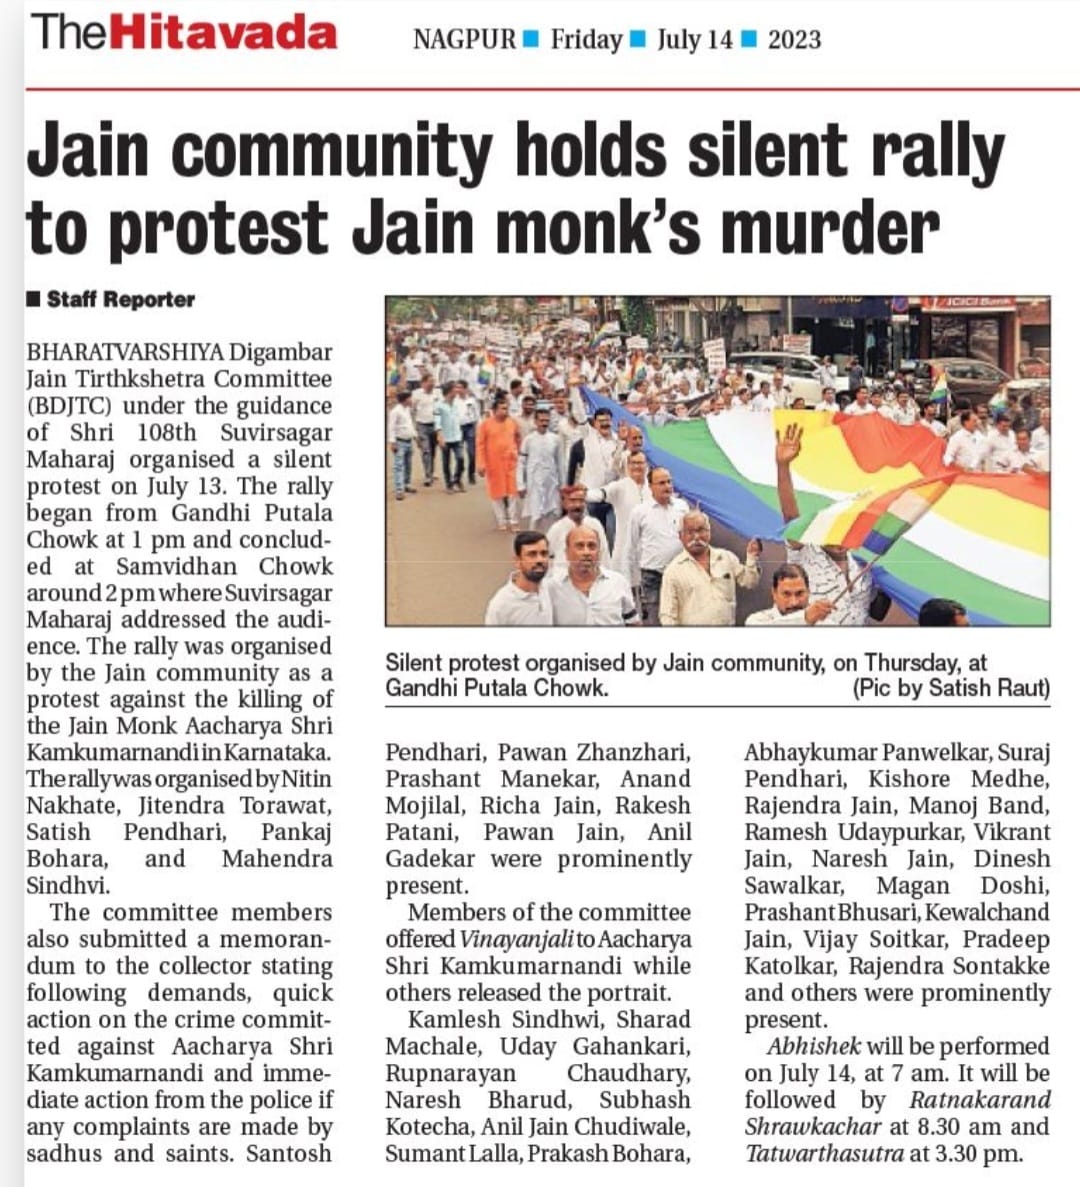 TheHitavada
NAGPUR ■ Friday ■ July 14 ■ 2023
Jain community holds silent rally
to protest Jain monk's murder
■ Staff Reporter
BHARATVARSHIYA Digambar
Jain Tirthkshetra Committee
(BDJTC) under the guidance
of Shri 108th Suvirsagar
Maharaj organised a silent
protest on July 13. The rally
began from Gandhi Putala
Chowk at 1 pm and conclud-
ed at Samvidhan Chowk
around 2 pm where Suvirsagar
Maharaj addressed the audi-
ence. The rally was organised
by the Jain community as a
protest against the killing of
the Jain Monk Aacharya Shri
Kamkumarnandi in Karnataka.
The rally was organised by Nitin
Nakhate, Jitendra Torawat,
Satish Pendhari, Pankaj
Bohara, and Mahendra
Sindhvi.
The committee members
also submitted a memoran-
dum to the collector stating
following demands, quick
action on the crime commit-
ted against Aacharya Shri
Kamkumarnandi and imme-
diate action from the police if
any complaints are made by
sadhus and saints. Santosh
ICICI Bank
Silent protest organised by Jain community, on Thursday, at
Gandhi Putala Chowk. (Pic by Satish Raut)
Pendhari, Pawan Zhanzhari,
Prashant Manekar, Anand
Mojilal, Richa Jain, Rakesh
Patani, Pawan Jain, Anil
Gadekar were prominently
present.
Members of the committee
offered Vinayanjali to Aacharya
Shri Kamkumarnandi while
others released the portrait.
Kamlesh Sindhwi, Sharad
Machale, Uday Gahankari,
Rupnarayan Chaudhary,
Naresh Bharud, Subhash
Kotecha, Anil Jain Chudiwale,
Sumant Lalla, Prakash Bohara,
Abhaykumar Panwelkar, Suraj
Pendhari, Kishore Medhe,
Rajendra Jain, Manoj Band,
Ramesh Udaypurkar, Vikrant
Jain, Naresh Jain, Dinesh
Sawalkar, Magan Doshi,
Prashant Bhusari, Kewalchand
Jain, Vijay Soitkar, Pradeep
Katolkar, Rajendra Sontakke
and others were prominently
present.
Abhishek will be performed
on July 14, at 7 am. It will be
followed by Ratnakarand
Shrawkachar at 8.30 am and
Tatwarthasutra at 3.30 pm.